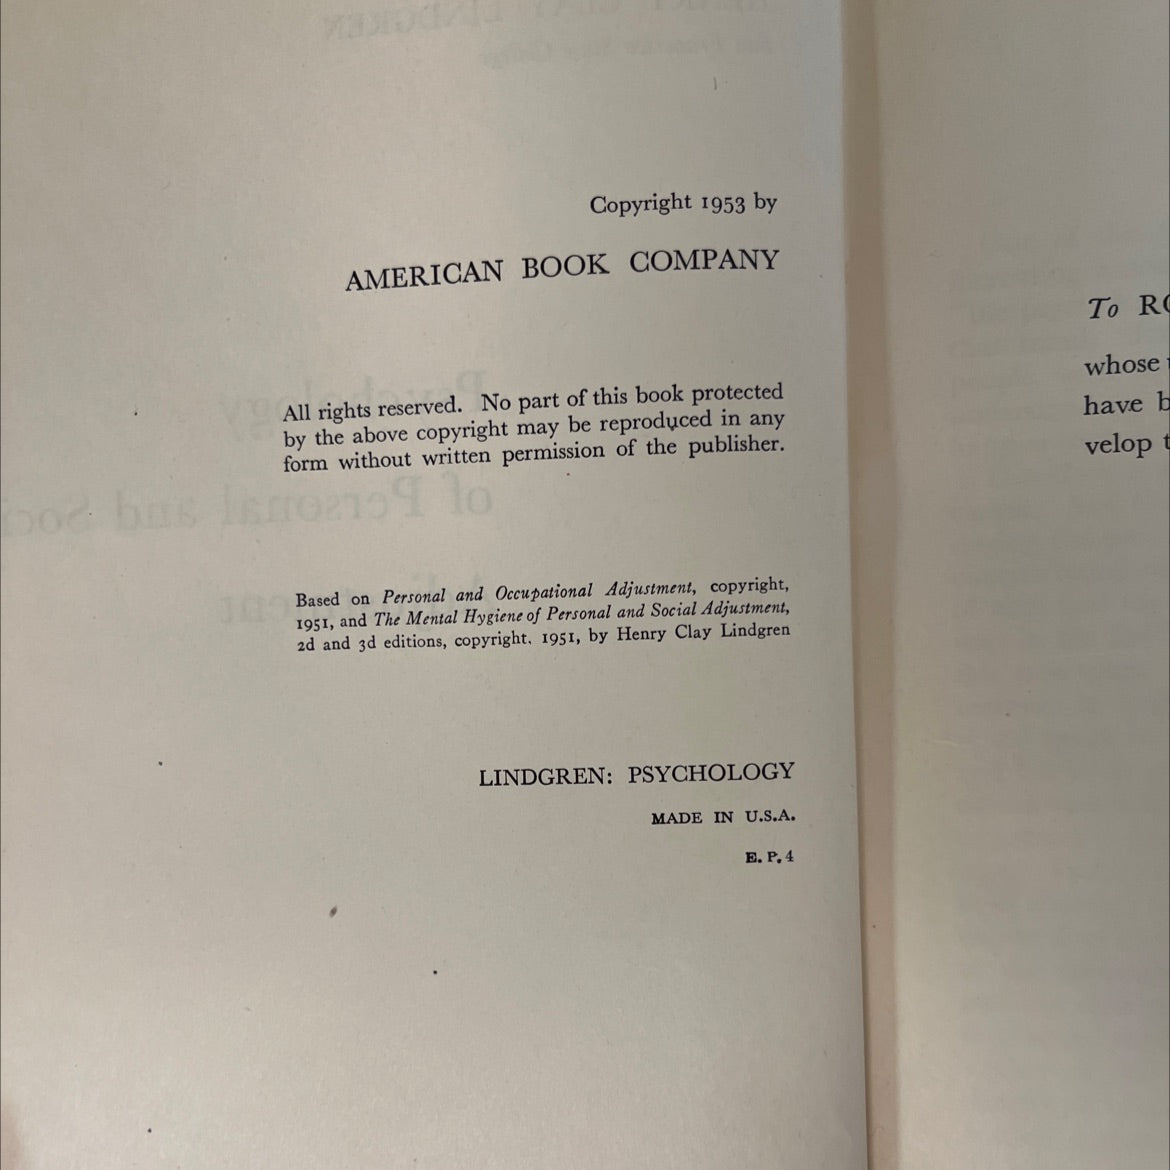 Copyright 1953 by
AMERICAN BOOK COMPANY
All rights reserved. No part of this book protected
by the above copyright may be reproduced in any
form without written permission of the publisher.
Based on Personal and Occupational Adjustment, copyright,
1951, and The Mental Hygiene of Personal and Social Adjustment,
2d and 3d editions, copyright. 1951, by Henry Clay Lindgren
LINDGREN: PSYCHOLOGY
MADE IN U.S.A.
E. P. 4
To
whose
have
velop